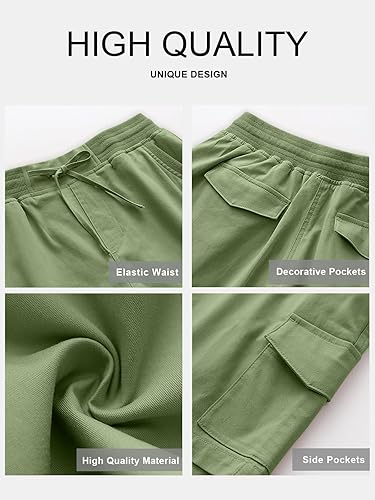 HIGH QUALITY
UNIQUE DESIGN
Elastic Waist
Decorative Pockets
High Quality Material
Side Pockets